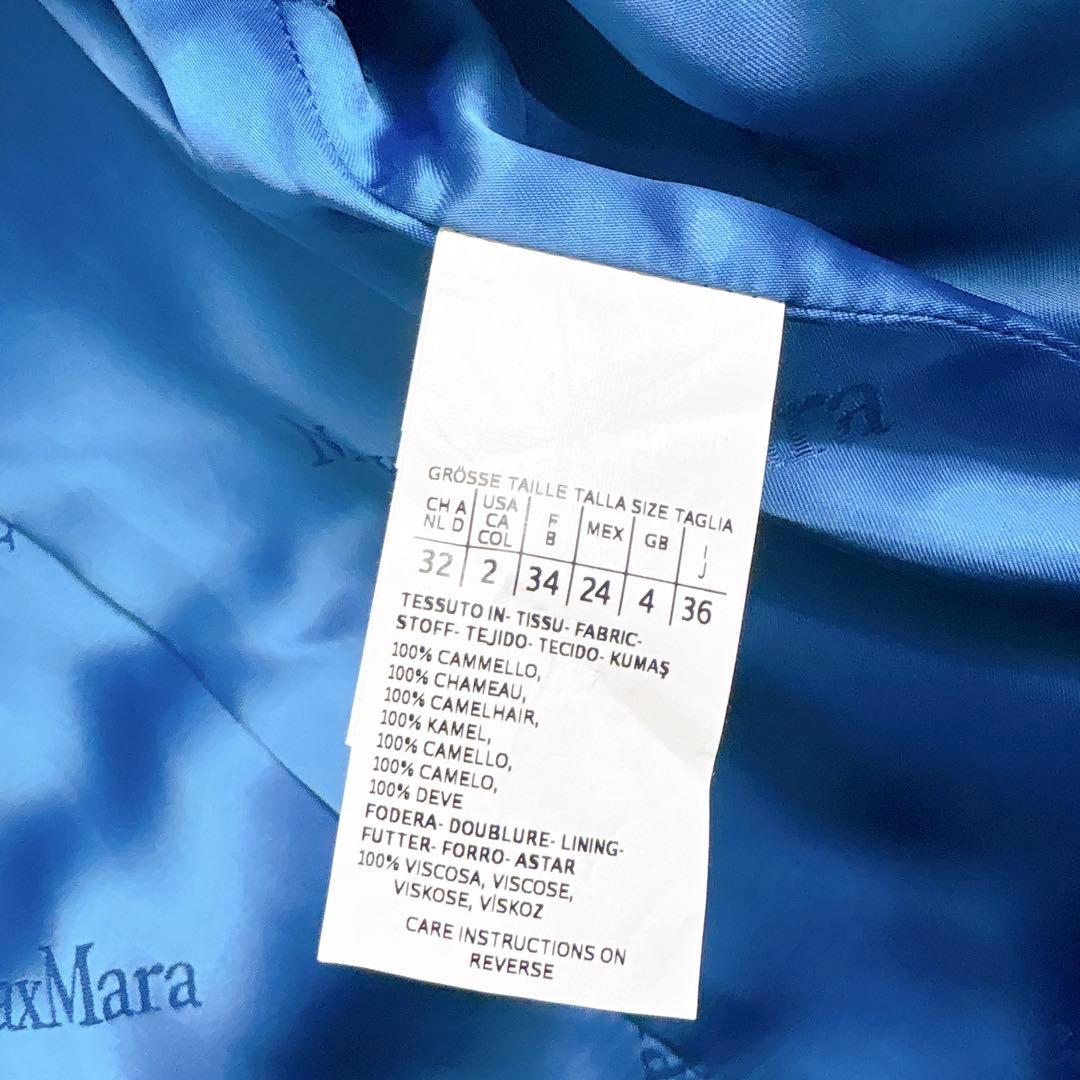 GRÖSSE TAILLE TALLA SIZE TAGLIA
CH A NL D USA CA COL F B MEX GB I J
32 2 34 24 4 36
TESSUTO IN- TISSU- FABRIC-
STOFF- TEJIDO- TECIDO- KUMAŞ
100% CAMMELLO,
100% CHAMEAU,
100% CAMELHAIR,
100% KAMEL,
100% CAMELLO,
100% CAMELO,
100% DEVE
FODERA- DOUBLURE- LINING-
FUTTER- FORRO- ASTAR
100% VISCOSA, VISCOSE,
VISKOSE, VİSKOZ
CARE INSTRUCTIONS ON
REVERSE
axMara
ra